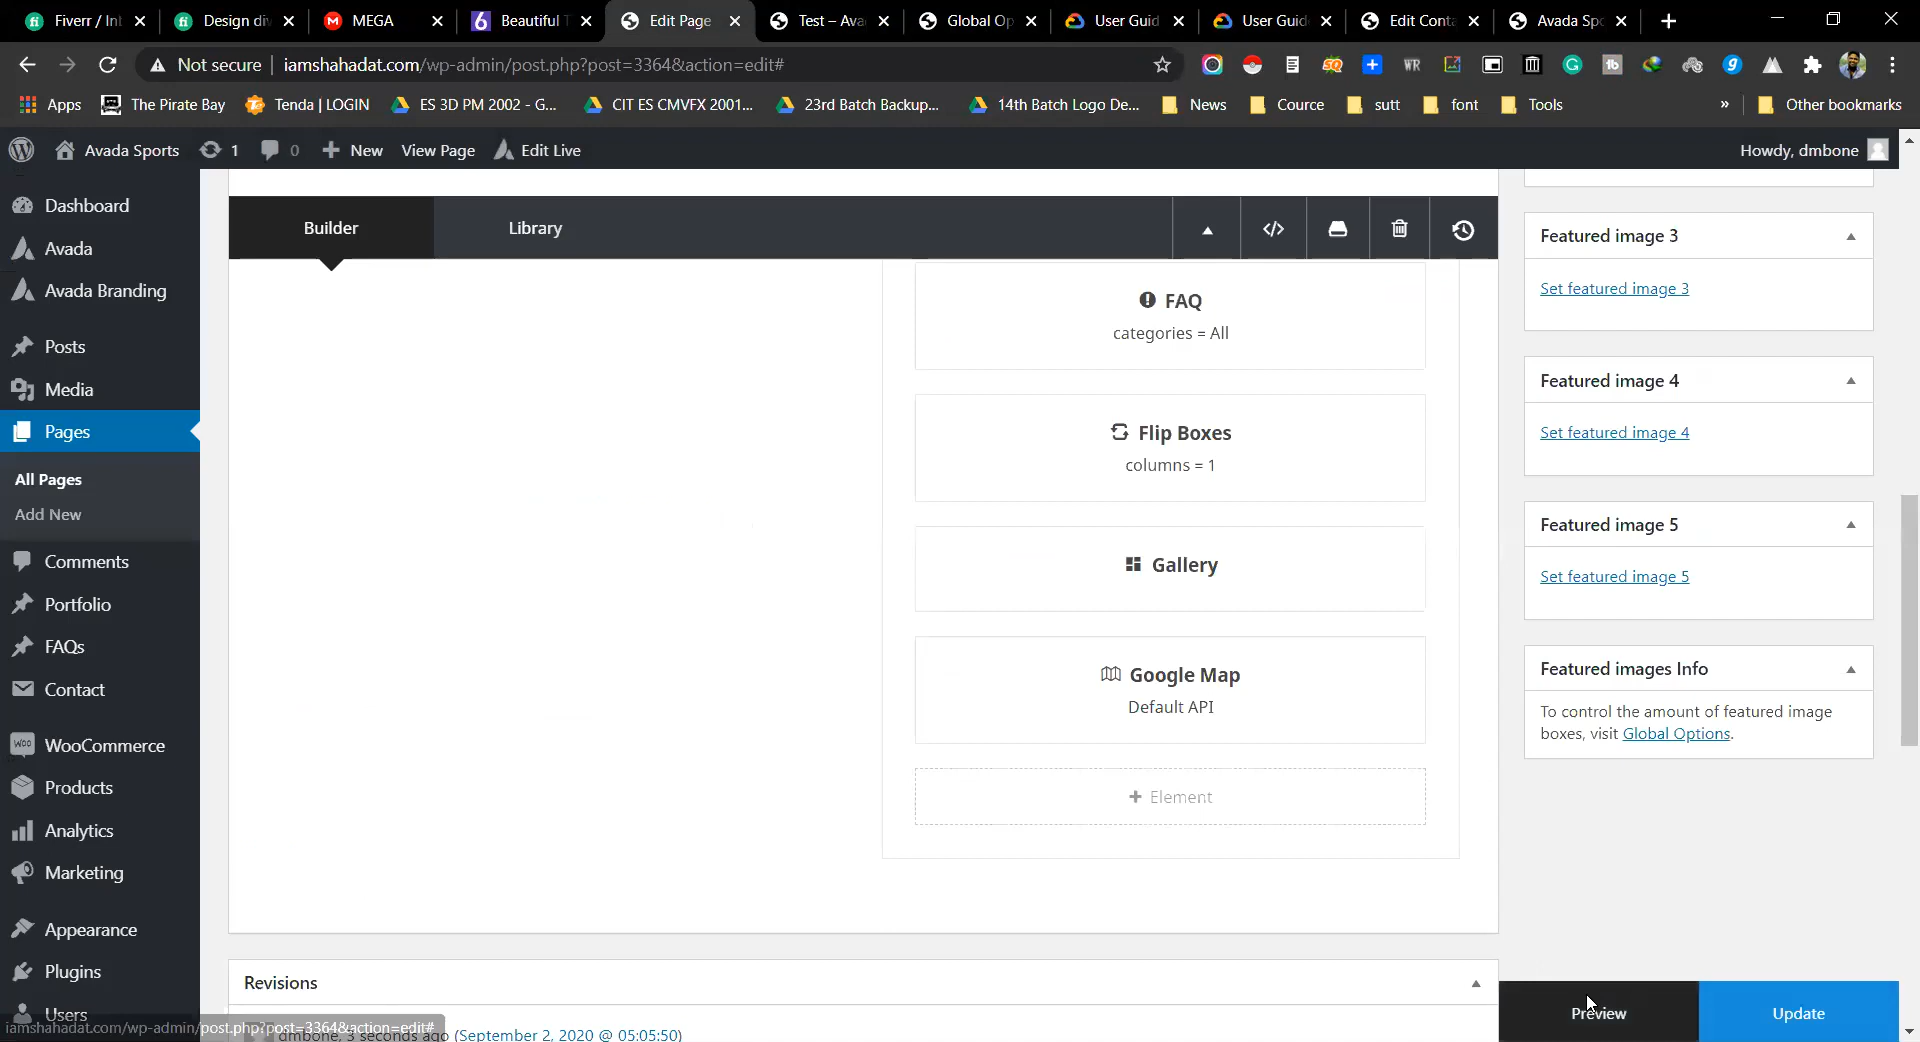 Fiverr / Int
Design div
MEGA
Beautiful T
Edit Page
Test – Ava
Global Op
User Guid
User Guid
Edit Conta
Avada Spo
Not secure
iamshahadat.com/wp-admin/post.php?post=3364&action=edit#
Apps
The Pirate Bay
Tenda | LOGIN
ES 3D PM 2002 - G...
CIT ES CMVFX 2001...
23rd Batch Backup...
14th Batch Logo De...
News
Cource
sutt
font
Tools
»
Other bookmarks
Avada Sports
1
0
New
View Page
Edit Live
Howdy, dmbone
Dashboard
Avada
Avada Branding
Posts
Media
Pages
All Pages
Add New
Comments
Portfolio
FAQs
Contact
WooCommerce
Products
Analytics
Marketing
Appearance
Plugins
Users
Builder
Library
FAQ
categories = All
Flip Boxes
columns = 1
Gallery
Google Map
Default API
+ Element
Revisions
dmbone, 3 seconds ago (September 2, 2020 @ 05:05:50)
Featured image 3
Set featured image 3
Featured image 4
Set featured image 4
Featured image 5
Set featured image 5
Featured images Info
To control the amount of featured image
boxes, visit Global Options.
Preview
Update
iamshahadat.com/wp-admin/post.php?post=3364&action=edit#